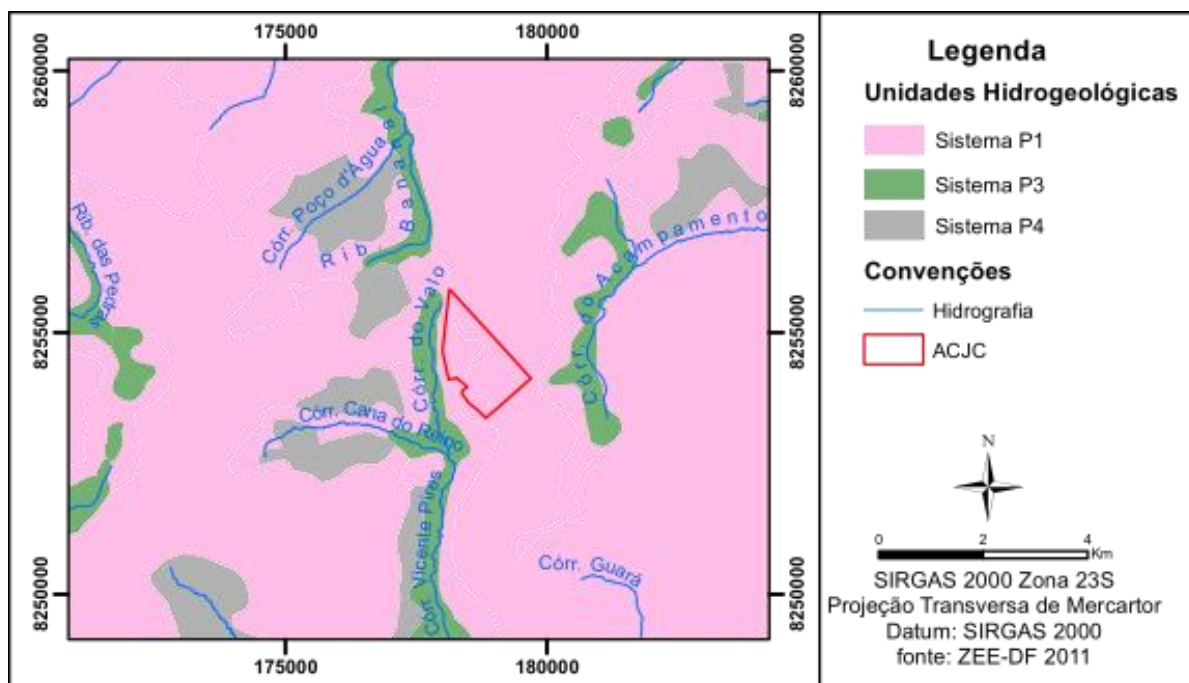 175000
180000
8260000
8255000
8250000
8260000
8255000
8250000
175000
180000
Córr. Poço d'Água
Rib. Bananal
Rib. das Pedras
Córr. do Valo
Córr. do Acampamento
Córr. Cana do Reino
Córr. Vicente Pires
Córr. Guará
Legenda
Unidades Hidrogeológicas
Sistema P1
Sistema P3
Sistema P4
Convenções
Hidrografia
ACJC
N
0 2 4
Km
SIRGAS 2000 Zona 23S
Projeção Transversa de Mercartor
Datum: SIRGAS 2000
fonte: ZEE-DF 2011